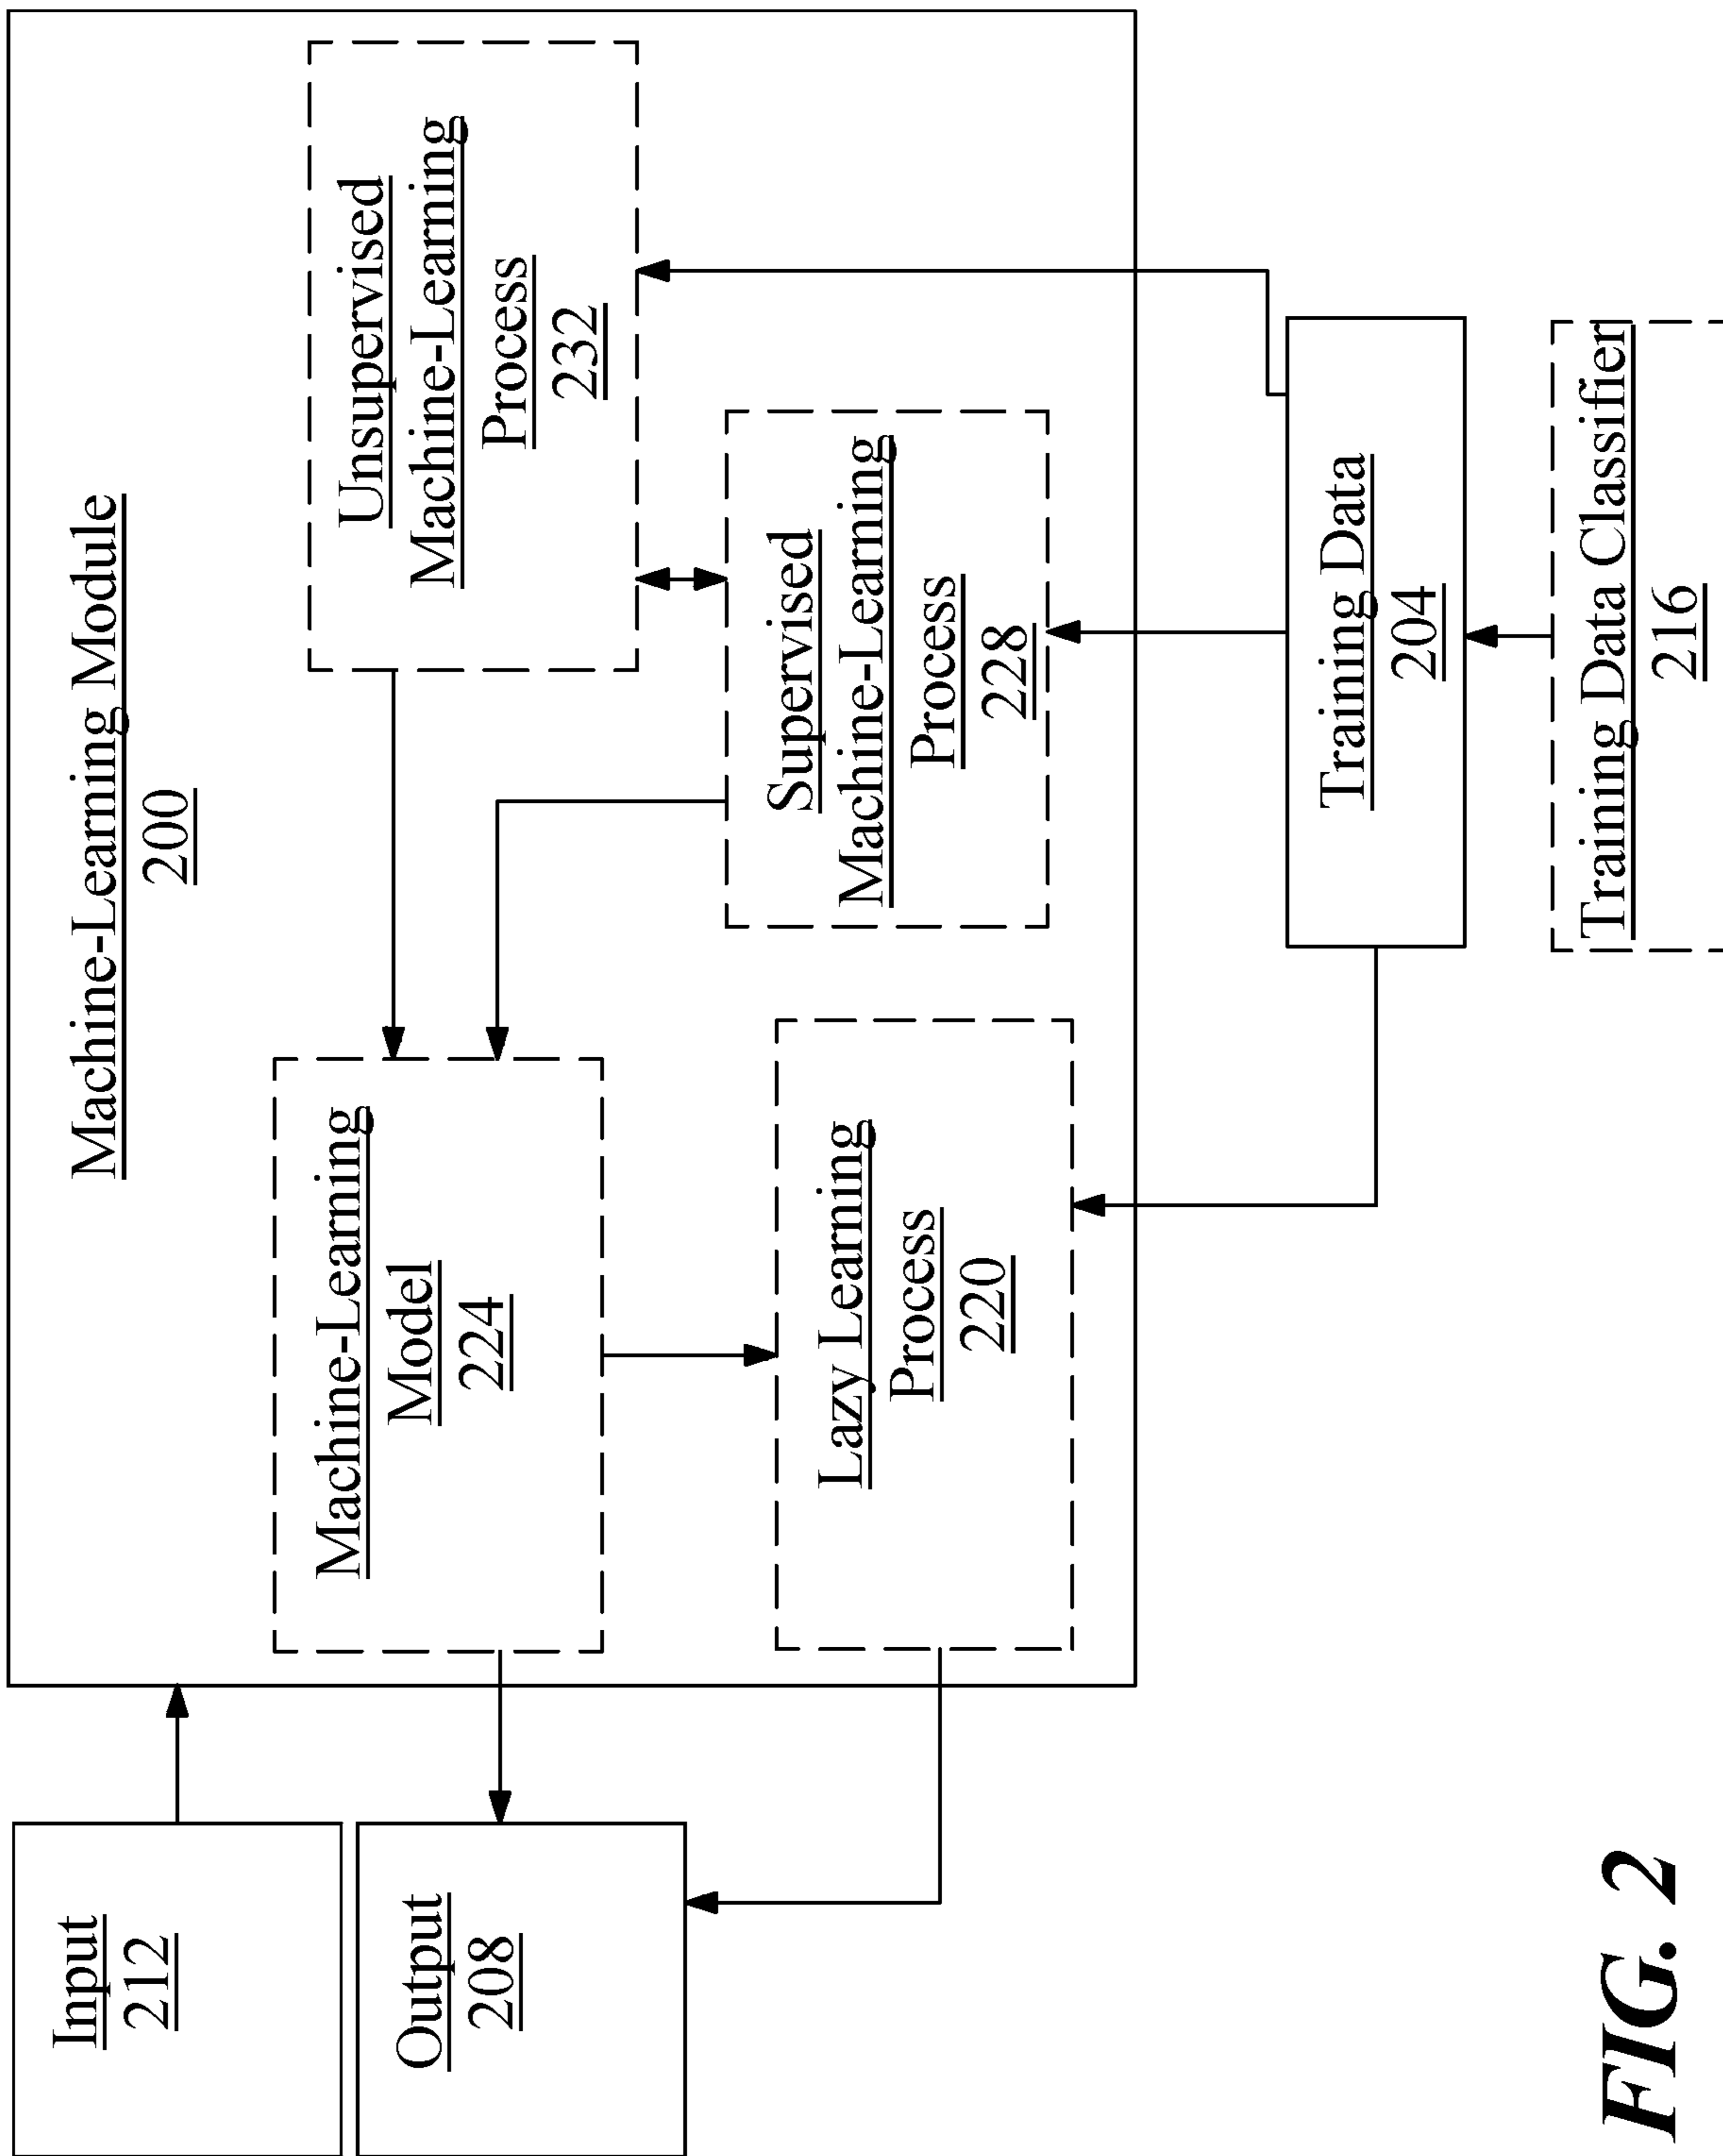 Machine-Learning Module
200
Input
212
Output
208
Machine-Learning
Model
224
Unsupervised
Machine-Learning
Process
232
Lazy Learning
Process
220
Supervised
Machine-Learning
Process
228
Training Data
204
Training Data Classifier
216
FIG. 2